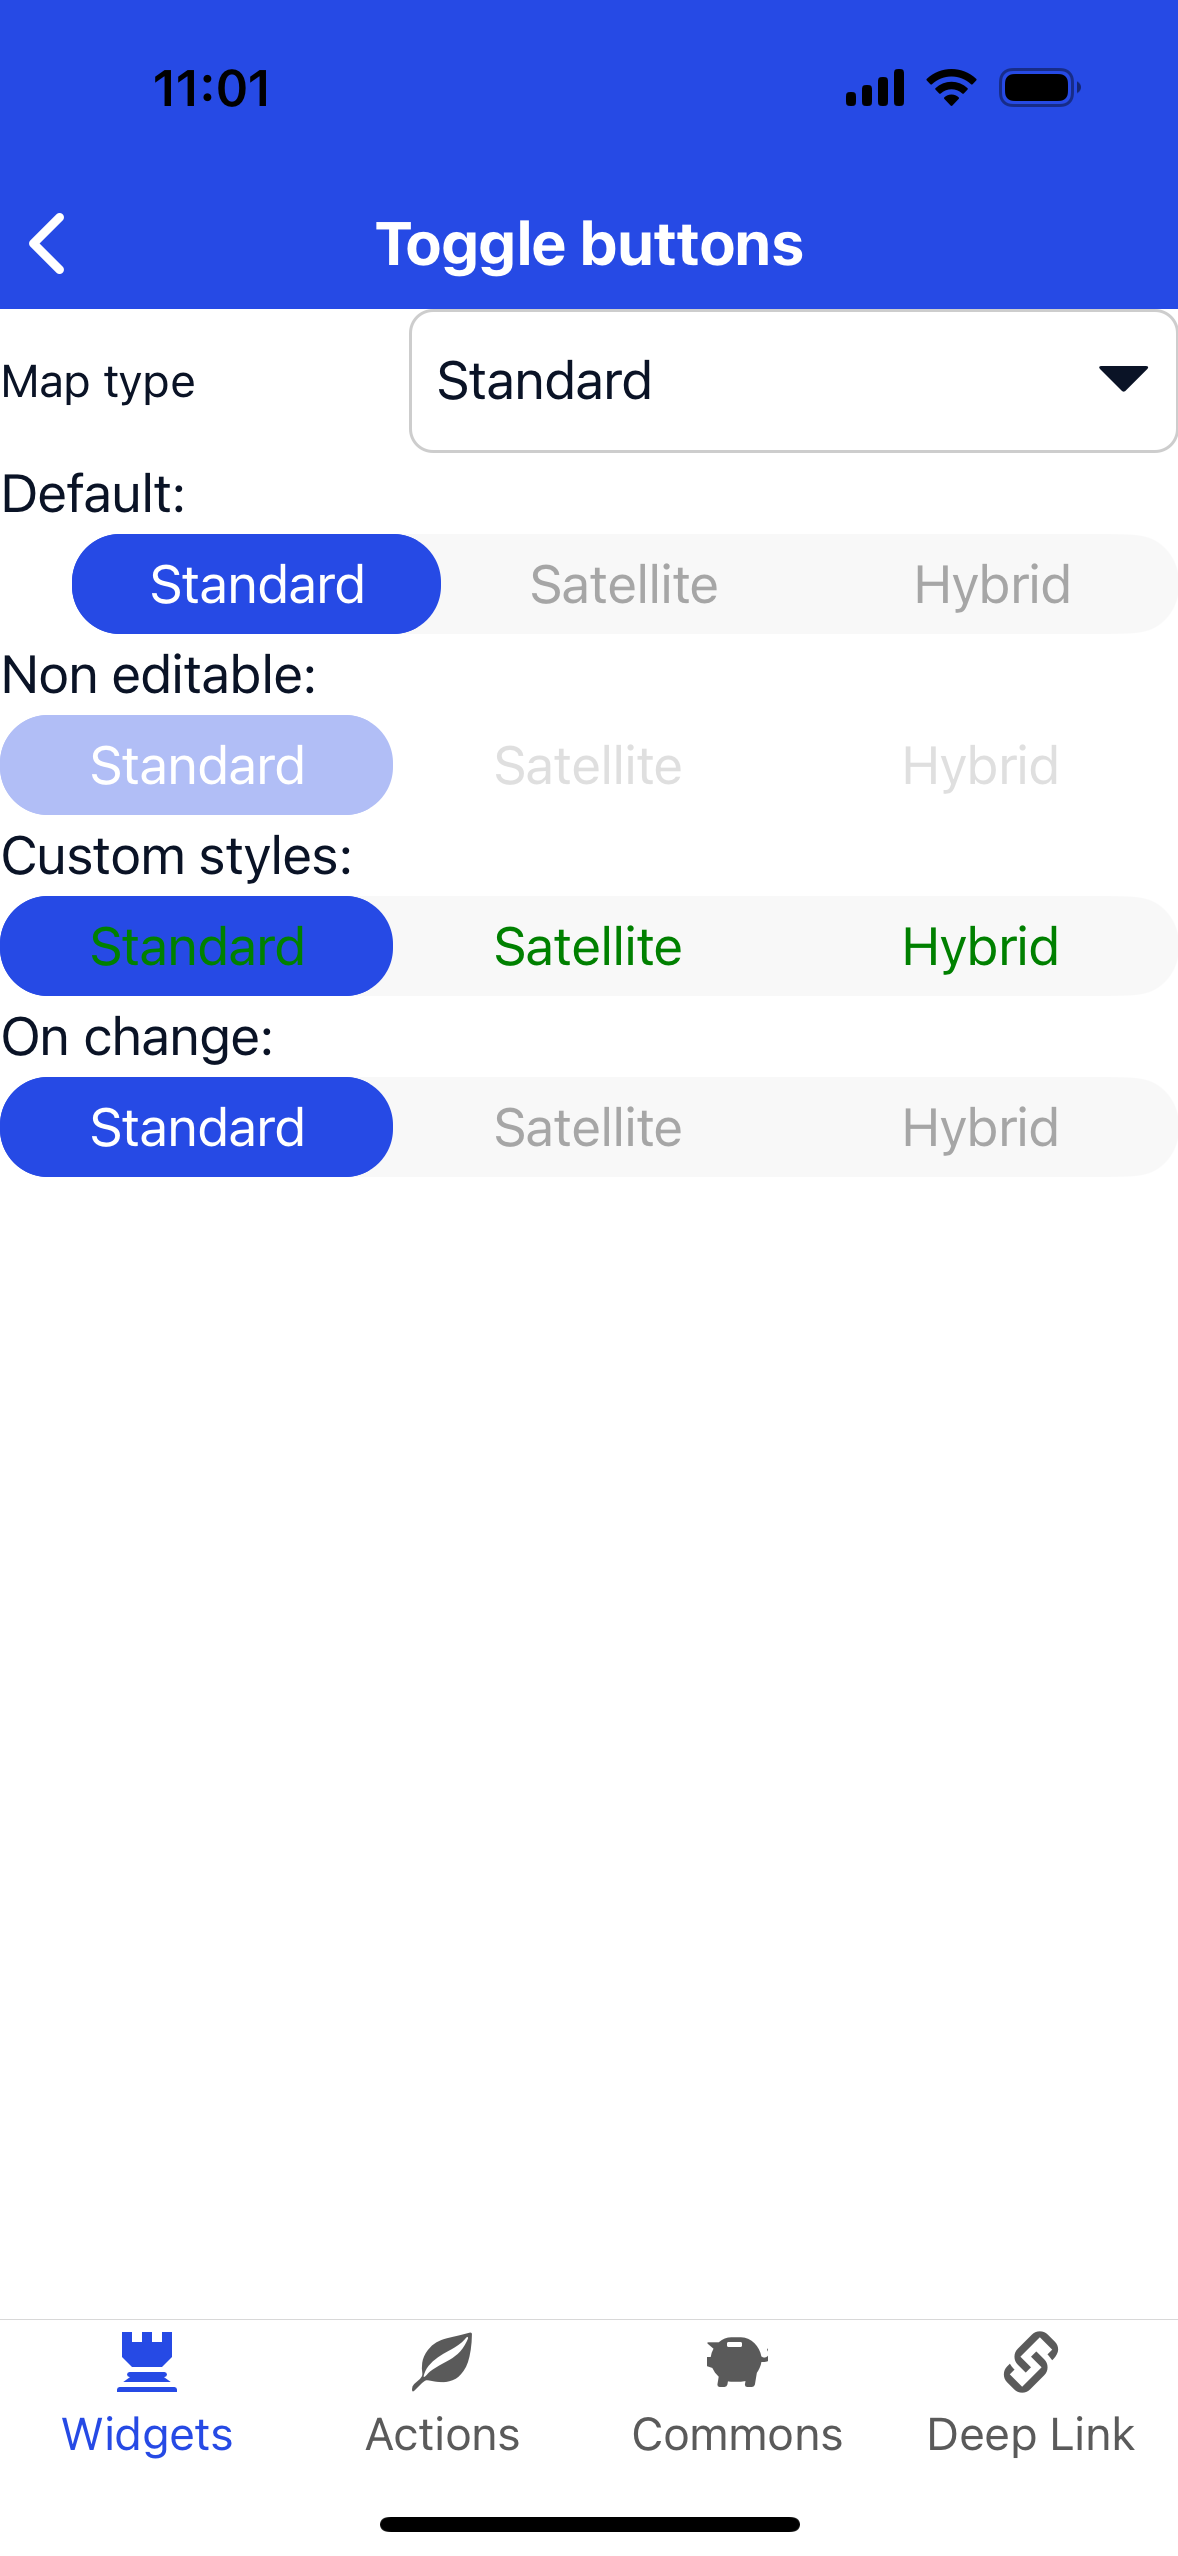 11:01
Toggle buttons
Map type Standard
Default:
Standard Satellite Hybrid
Non editable:
Standard Satellite Hybrid
Custom styles:
Standard Satellite Hybrid
On change:
Standard Satellite Hybrid
Widgets Actions Commons Deep Link